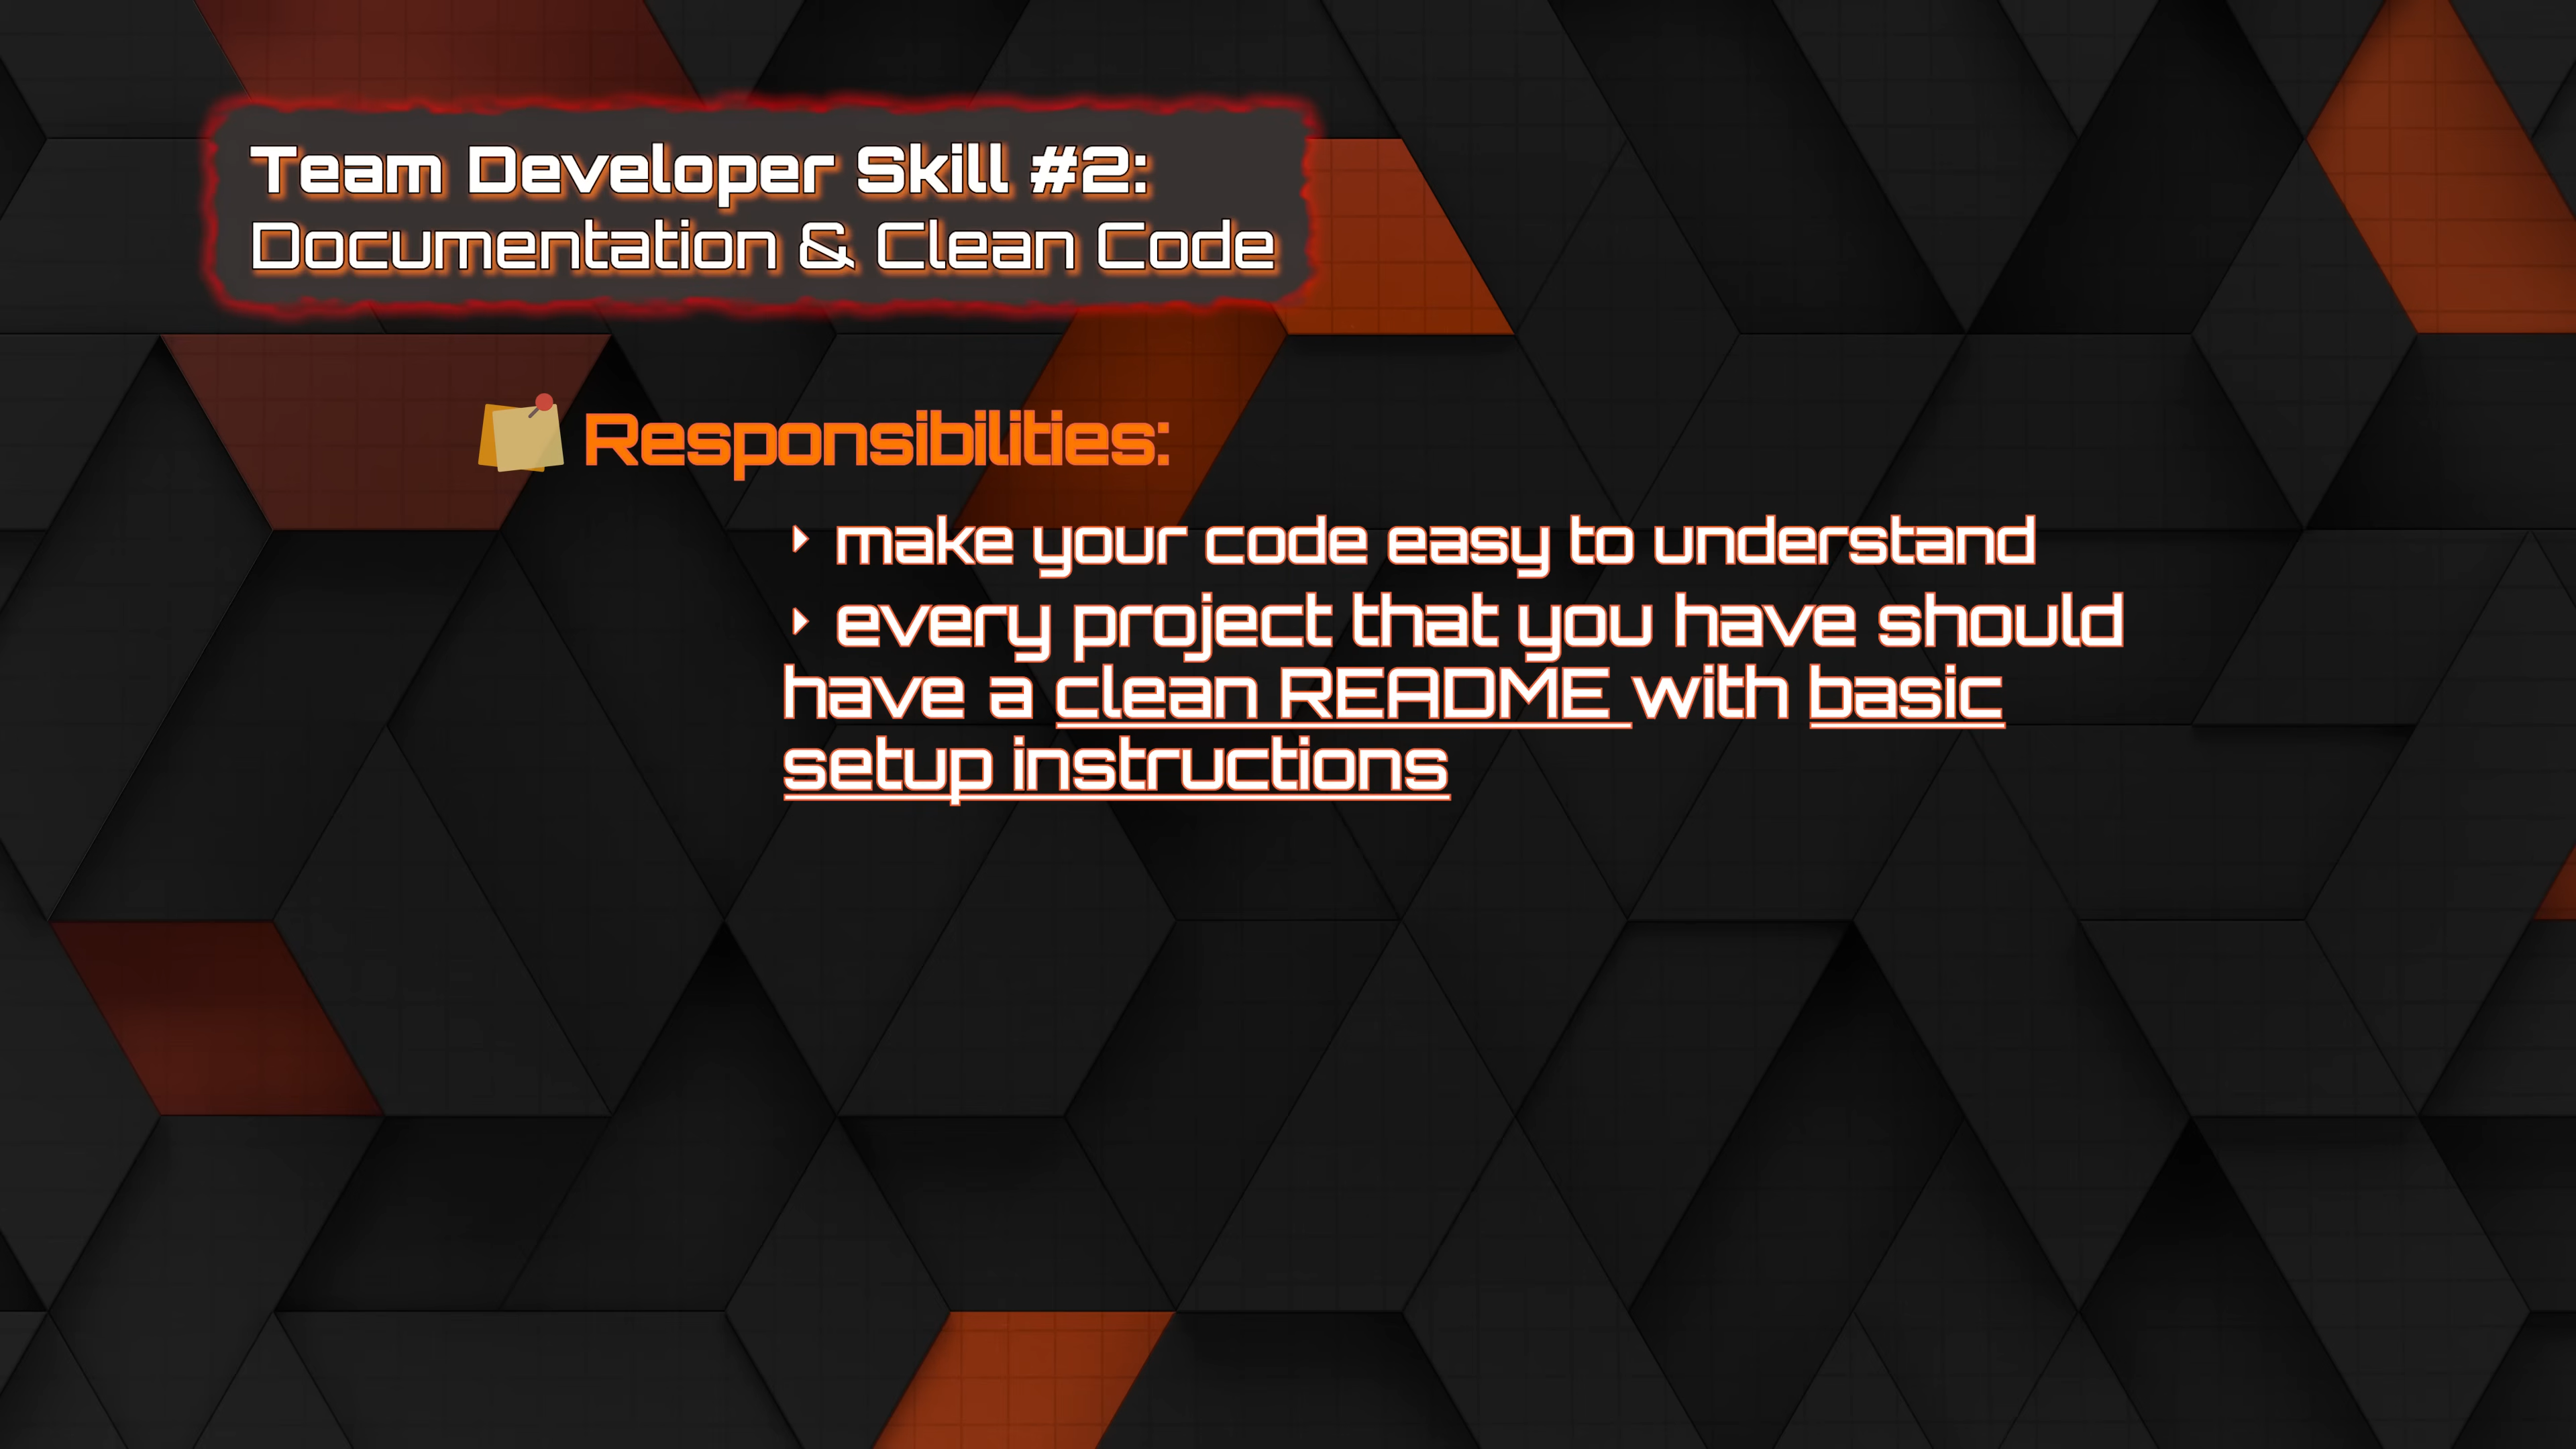 Team Developer Skill #2:
Documentation & Clean Code
Responsibilities:
‣ make your code easy to understand
‣ every project that you have should
have a clean README with basic
setup instructions